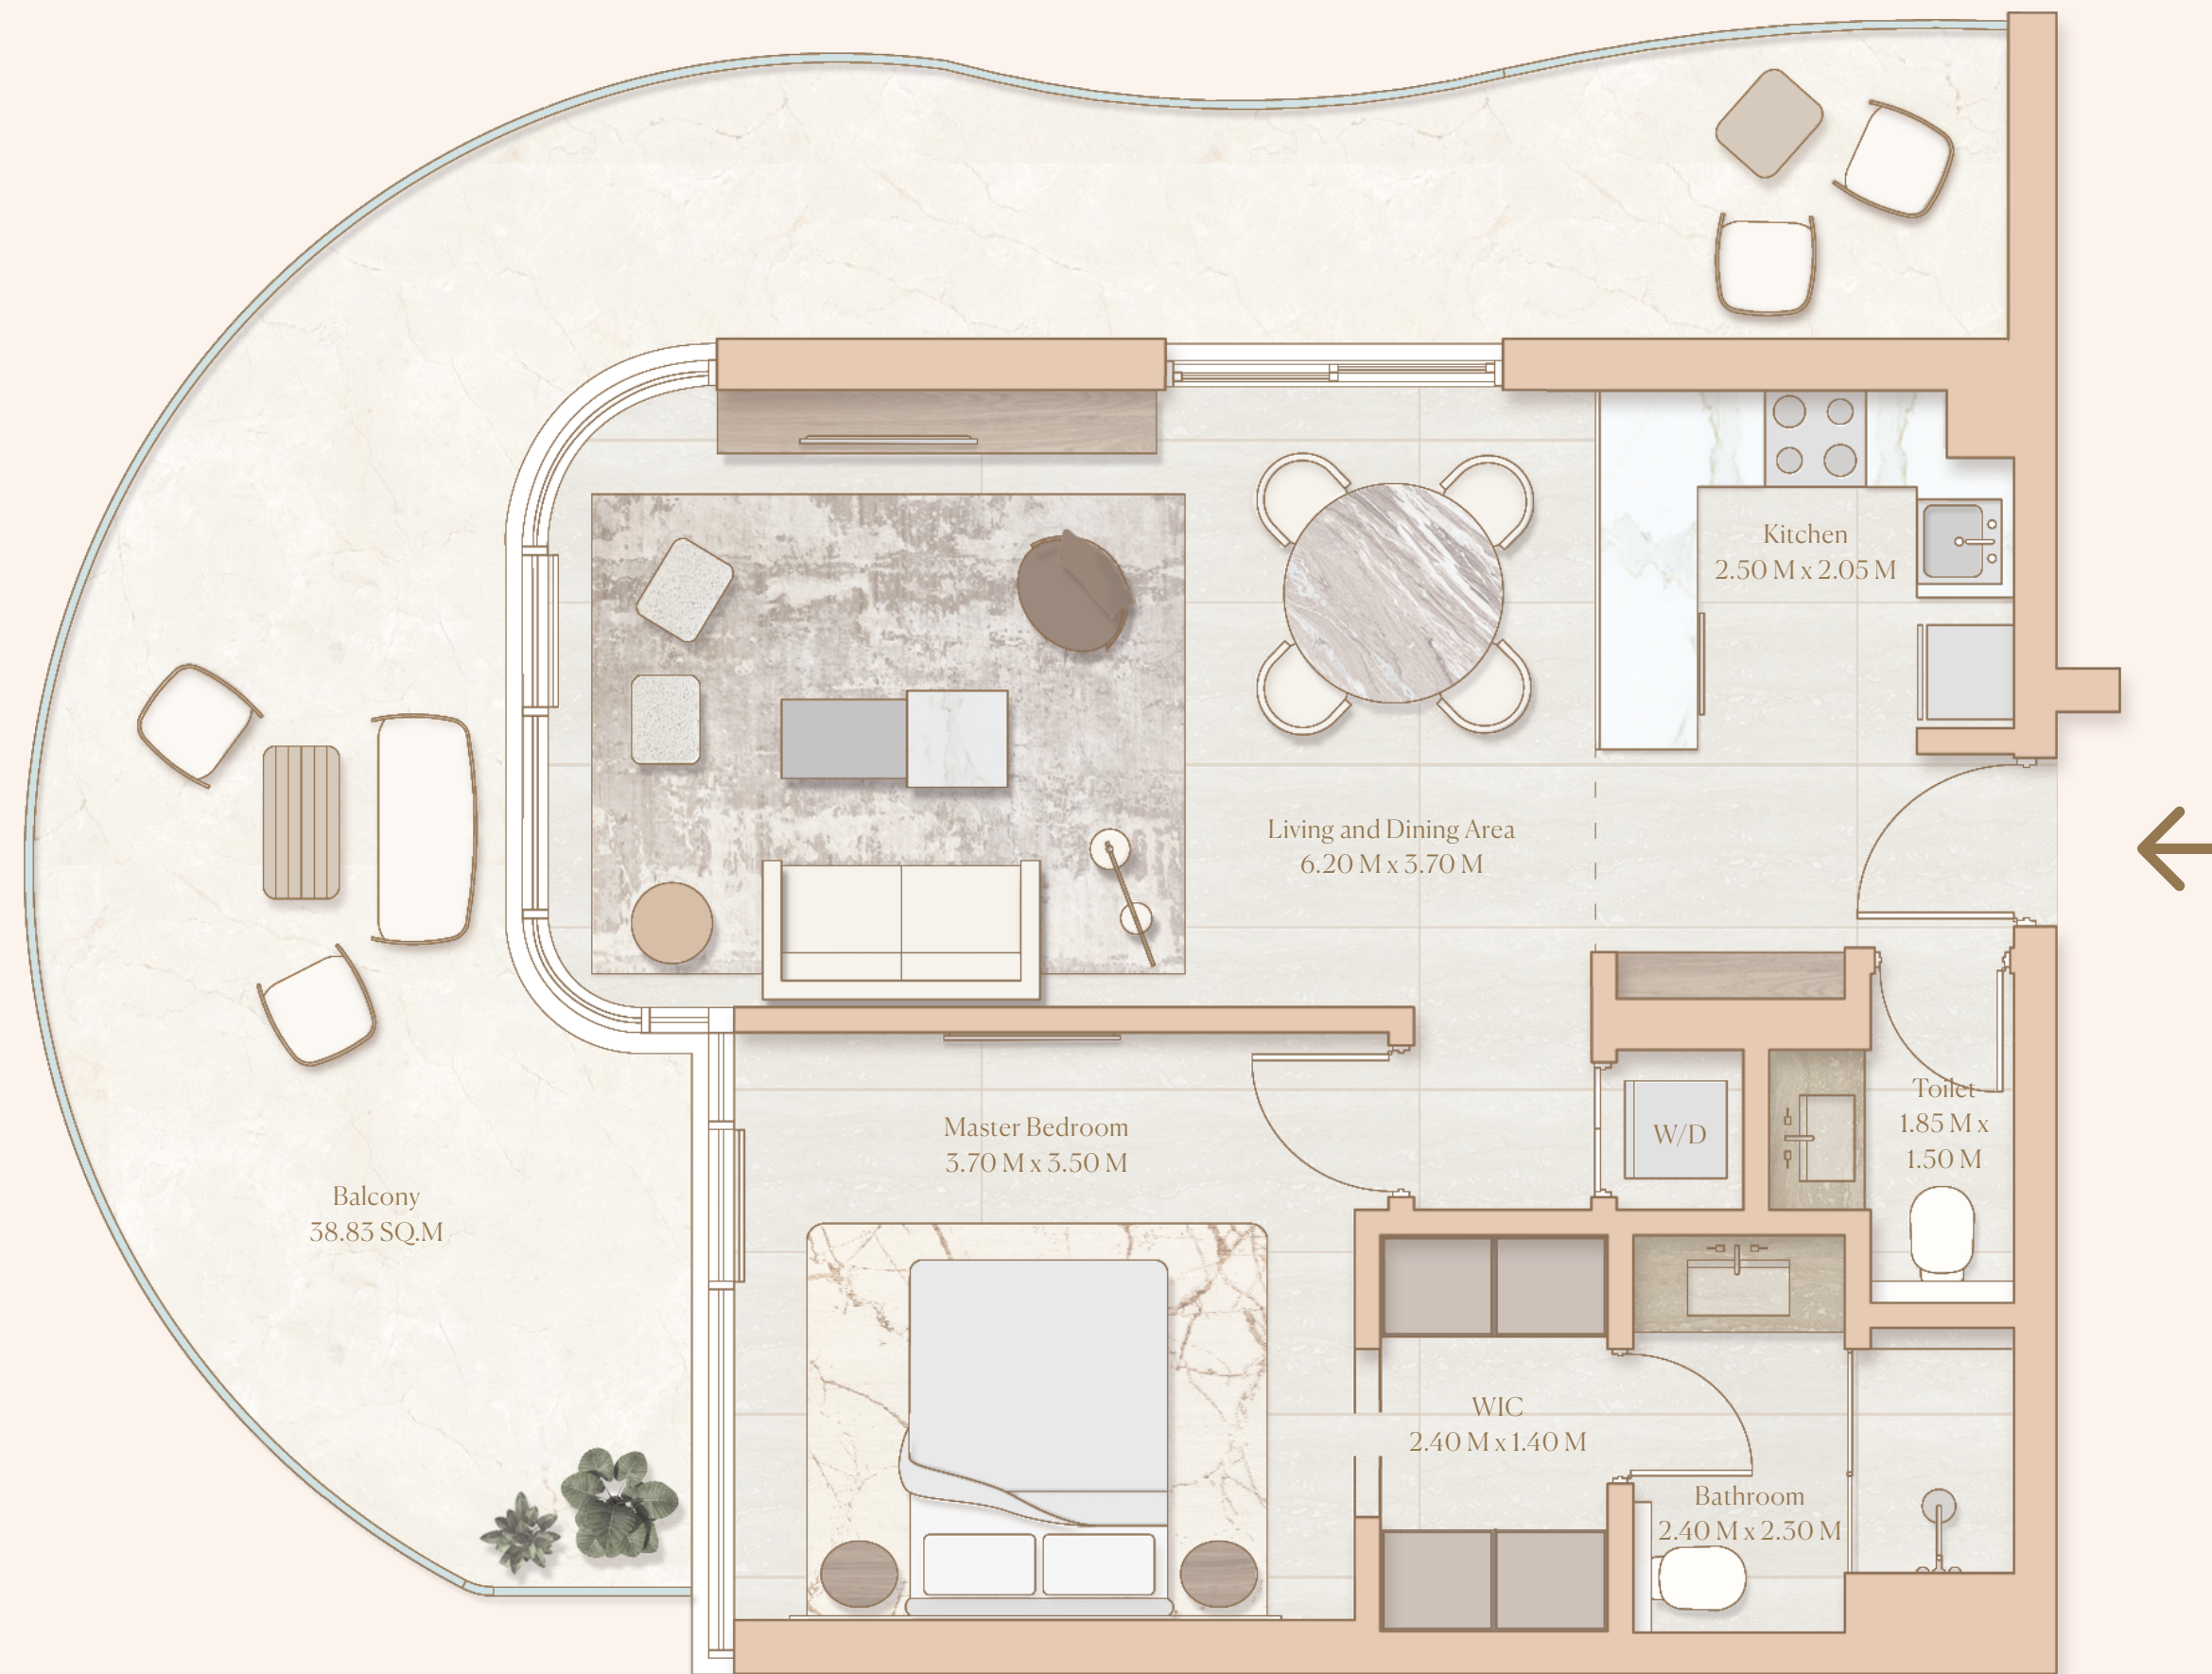 Kitchen
2.50 M x 2.05 M
Living and Dining Area
6.20 M x 3.70 M
Master Bedroom
3.70 M x 3.50 M
W/D
Toilet
1.85 M x
1.50 M
Balcony
38.83 SQ.M
WIC
2.40 M x 1.40 M
Bathroom
2.40 M x 2.30 M